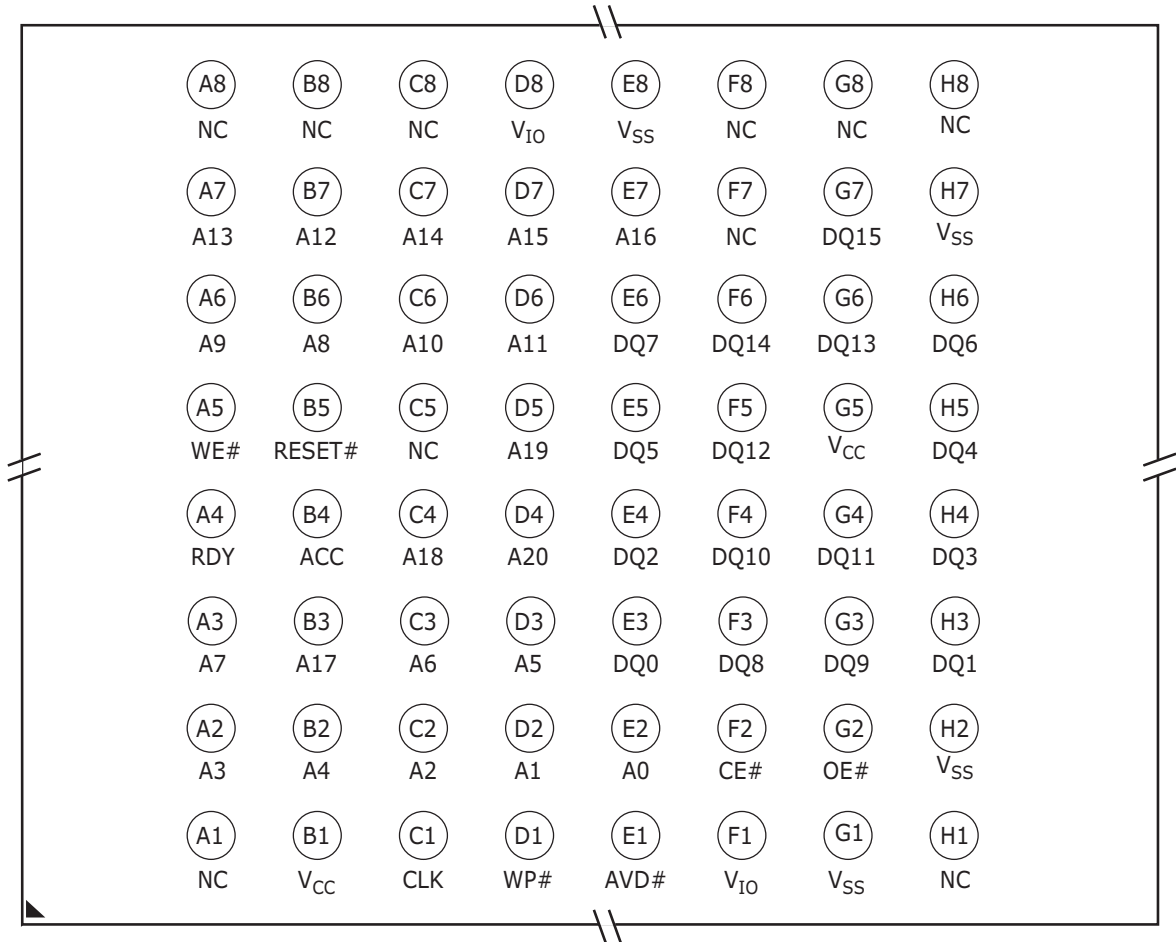 A8 B8 C8 D8 E8 F8 G8 H8
NC NC NC VIO VSS NC NC NC
A7 B7 C7 D7 E7 F7 G7 H7
A13 A12 A14 A15 A16 NC DQ15 VSS
A6 B6 C6 D6 E6 F6 G6 H6
A9 A8 A10 A11 DQ7 DQ14 DQ13 DQ6
A5 B5 C5 D5 E5 F5 G5 H5
WE# RESET# NC A19 DQ5 DQ12 VCC DQ4
A4 B4 C4 D4 E4 F4 G4 H4
RDY ACC A18 A20 DQ2 DQ10 DQ11 DQ3
A3 B3 C3 D3 E3 F3 G3 H3
A7 A17 A6 A5 DQ0 DQ8 DQ9 DQ1
A2 B2 C2 D2 E2 F2 G2 H2
A3 A4 A2 A1 A0 CE# OE# VSS
A1 B1 C1 D1 E1 F1 G1 H1
NC VCC CLK WP# AVD# VIO VSS NC